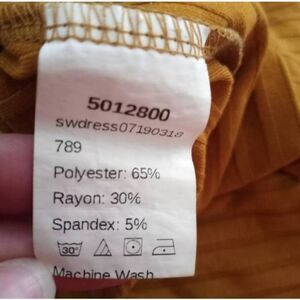 5012800
swdress07190318
789
Polyester: 65%
Rayon: 30%
Spandex: 5%
30°
Machine Wash